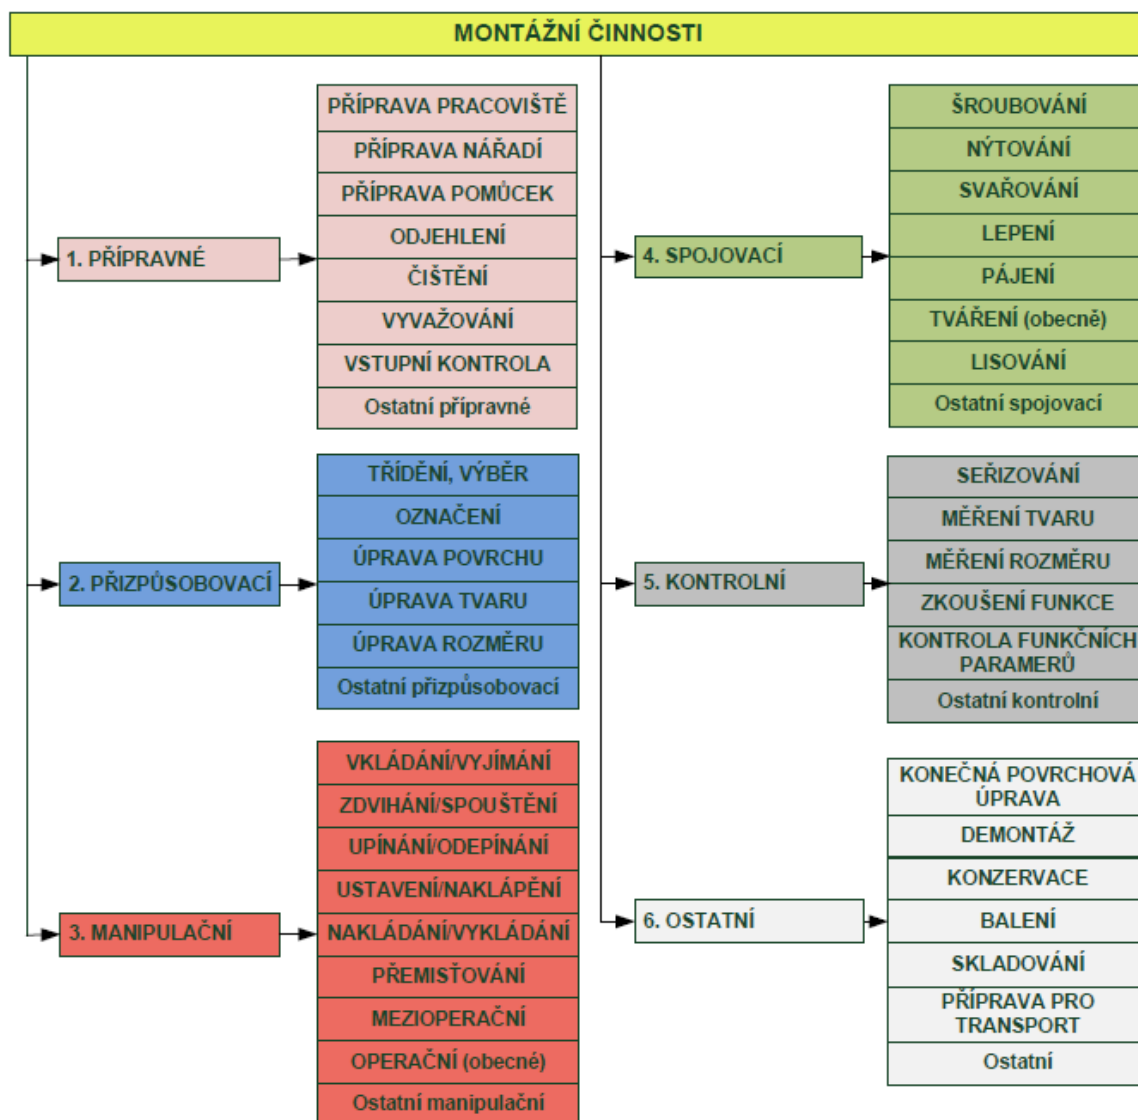 MONTÁŽNÍ ČINNOSTI
1. PŘÍPRAVNÉ
PŘÍPRAVA PRACOVIŠTĚ
PŘÍPRAVA NÁŘADÍ
PŘÍPRAVA POMŮCEK
ODJEHLENÍ
ČIŠTĚNÍ
VYVAŽOVÁNÍ
VSTUPNÍ KONTROLA
Ostatní přípravné
2. PŘIZPŮSOBOVACÍ
TŘÍDĚNÍ, VÝBĚR
OZNAČENÍ
ÚPRAVA POVRCHU
ÚPRAVA TVARU
ÚPRAVA ROZMĚRU
Ostatní přizpůsobovací
3. MANIPULAČNÍ
VKLÁDÁNÍ/VYJÍMÁNÍ
ZDVIHÁNÍ/SPOUŠTĚNÍ
UPÍNÁNÍ/ODEPÍNÁNÍ
USTAVENÍ/NAKLÁPĚNÍ
NAKLÁDÁNÍ/VYKLÁDÁNÍ
PŘEMISŤOVÁNÍ
MEZIOPERAČNÍ
OPERAČNÍ (obecné)
Ostatní manipulační
4. SPOJOVACÍ
ŠROUBOVÁNÍ
NÝTOVÁNÍ
SVAŘOVÁNÍ
LEPENÍ
PÁJENÍ
TVÁŘENÍ (obecně)
LISOVÁNÍ
Ostatní spojovací
5. KONTROLNÍ
SEŘIZOVÁNÍ
MĚŘENÍ TVARU
MĚŘENÍ ROZMĚRU
ZKOUŠENÍ FUNKCE
KONTROLA FUNKČNÍCH
PARAMERŮ
Ostatní kontrolní
6. OSTATNÍ
KONEČNÁ POVRCHOVÁ
ÚPRAVA
DEMONTÁŽ
KONZERVACE
BALENÍ
SKLADOVÁNÍ
PŘÍPRAVA PRO
TRANSPORT
Ostatní